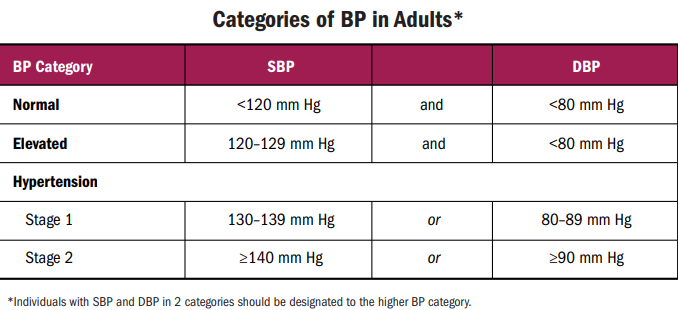 Categories of BP in Adults*
BP Category SBP DBP
Normal <120 mm Hg and <80 mm Hg
Elevated 120–129 mm Hg and <80 mm Hg
Hypertension
Stage 1 130–139 mm Hg or 80–89 mm Hg
Stage 2 ≥140 mm Hg or ≥90 mm Hg
*Individuals with SBP and DBP in 2 categories should be designated to the higher BP category.